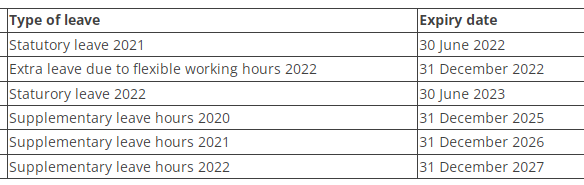 Type of leave Expiry date
Statutory leave 2021 30 June 2022
Extra leave due to flexible working hours 2022 31 December 2022
Staturory leave 2022 30 June 2023
Supplementary leave hours 2020 31 December 2025
Supplementary leave hours 2021 31 December 2026
Supplementary leave hours 2022 31 December 2027